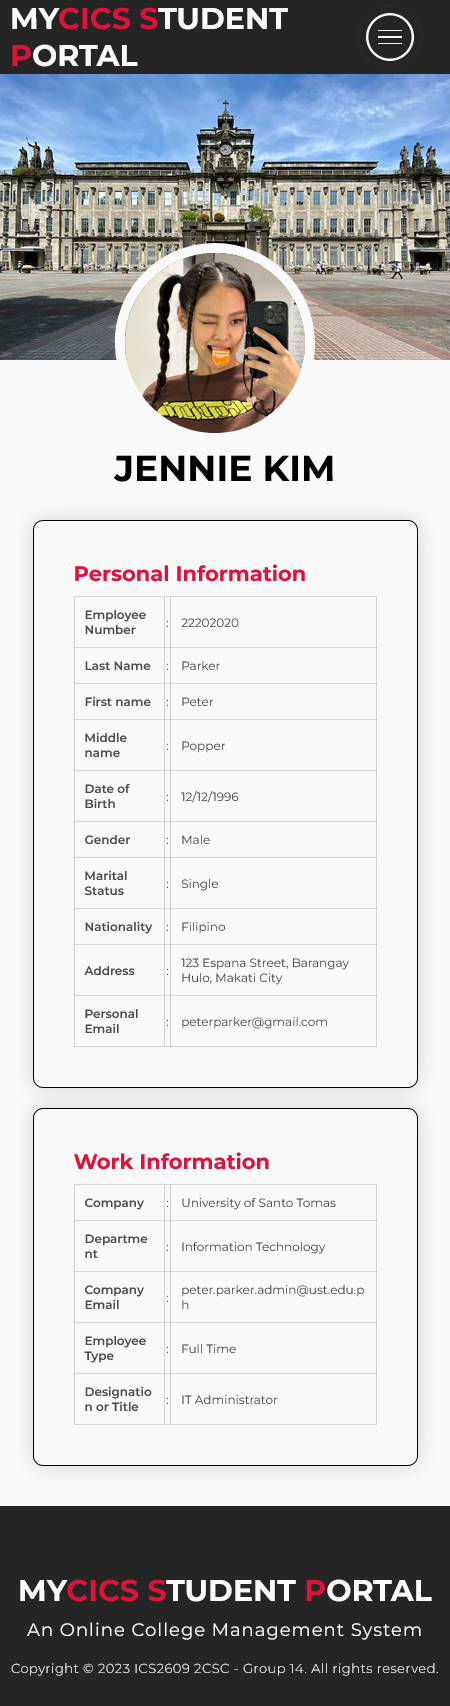 MYCICS STUDENT
PORTAL
JENNIE KIM
Personal Information
Employee
Number : 22202020
Last Name : Parker
First name : Peter
Middle
name : Popper
Date of
Birth : 12/12/1996
Gender : Male
Marital
Status : Single
Nationality : Filipino
Address : 123 Espana Street, Barangay
Hulo, Makati City
Personal
Email : peterparker@gmail.com
Work Information
Company : University of Santo Tomas
Departme
nt : Information Technology
Company
Email : peter.parker.admin@ust.edu.p
h
Employee
Type : Full Time
Designatio
n or Title : IT Administrator
MYCICS STUDENT PORTAL
An Online College Management System
Copyright © 2023 ICS2609 2CSC - Group 14. All rights reserved.